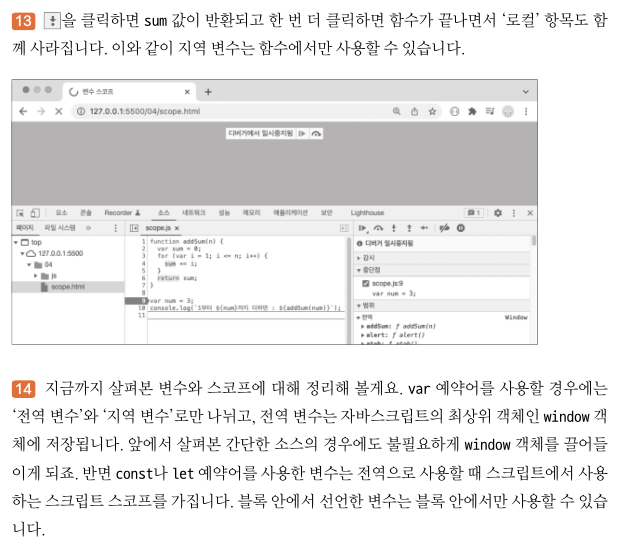 13 을 클릭하면 sum 값이 반환되고 한 번 더 클릭하면 함수가 끝나면서 ‘로컬’ 항목도 함
께 사라집니다. 이와 같이 지역 변수는 함수에서만 사용할 수 있습니다.
변수 스코프
127.0.0.1:5500/04/scope.html
디버거에서 일시중지됨
요소 콘솔 Recorder 소스 네트워크 성능 메모리 애플리케이션 보안 Lighthouse 1
페이지 파일 시스템 » scope.js ×
top
127.0.0.1:5500
04
js
scope.html
1 function addSum(n) {
2 var sum = 0;
3 for (var i = 1; i <= n; i++) {
4 sum += i;
5 }
6 return sum;
7 }
8
9 var num = 3;
10 console.log(`1부터 ${num}까지 더하면 : ${addSum(num)}`);
11
디버거 일시중지됨
감시
중단점
scope.js:9
var num = 3;
범위
전역 Window
addSum: ƒ addSum(n)
alert: ƒ alert()
atob: ƒ atob()
14 지금까지 살펴본 변수와 스코프에 대해 정리해 볼게요. var 예약어를 사용할 경우에는
‘전역 변수’와 ‘지역 변수’로만 나뉘고, 전역 변수는 자바스크립트의 최상위 객체인 window 객
체에 저장됩니다. 앞에서 살펴본 간단한 소스의 경우에도 불필요하게 window 객체를 끌어들
이게 되죠. 반면 const나 let 예약어를 사용한 변수는 전역으로 사용할 때 스크립트에서 사용
하는 스크립트 스코프를 가집니다. 블록 안에서 선언한 변수는 블록 안에서만 사용할 수 있습
니다.